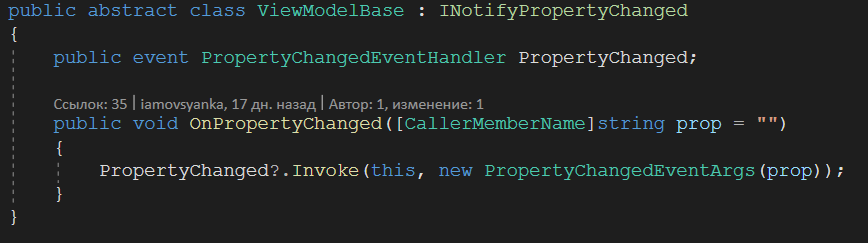 public abstract class ViewModelBase : INotifyPropertyChanged
{
public event PropertyChangedEventHandler PropertyChanged;
Ссылок: 35 | iamovsyanka, 17 дн. назад | Автор: 1, изменение: 1
public void OnPropertyChanged([CallerMemberName]string prop = "")
{
PropertyChanged?.Invoke(this, new PropertyChangedEventArgs(prop));
}
}